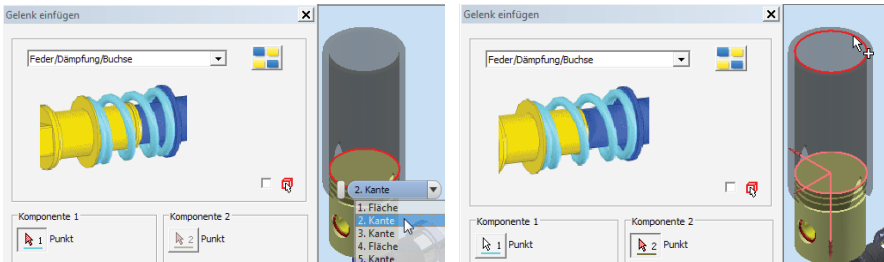 Gelenk einfügen
Feder/Dämpfung/Buchse
2. Kante
1. Fläche
2. Kante
3. Kante
4. Fläche
5. Kante
Komponente 1
Komponente 2
1 Punkt
2 Punkt
Gelenk einfügen
Feder/Dämpfung/Buchse
Komponente 1
Komponente 2
1 Punkt
2 Punkt